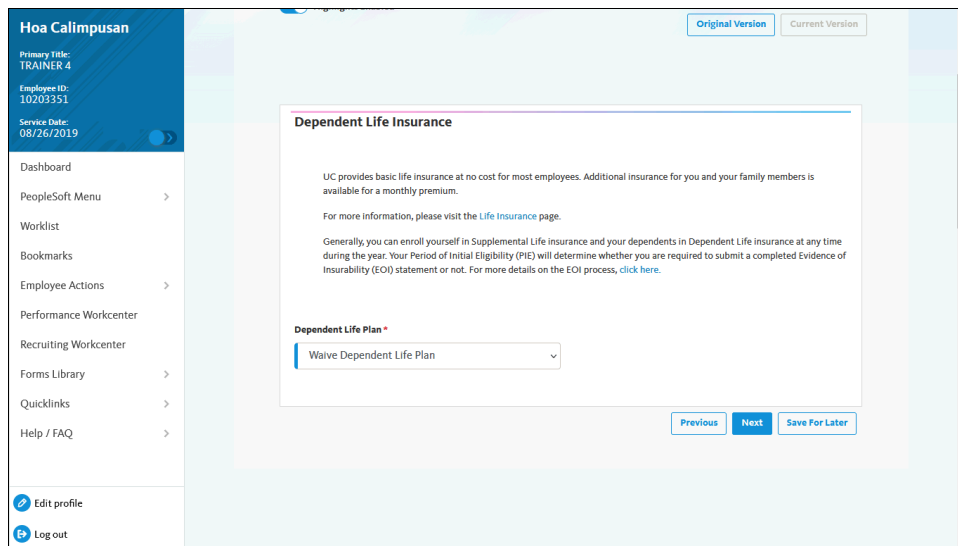 Hoa Calimpusan
Primary Title:
TRAINER 4
Employee ID:
10203351
Service Date:
08/26/2019
Dashboard
PeopleSoft Menu
Worklist
Bookmarks
Employee Actions
Performance Workcenter
Recruiting Workcenter
Forms Library
Quicklinks
Help / FAQ
Edit profile
Log out
Original Version
Current Version
Dependent Life Insurance
UC provides basic life insurance at no cost for most employees. Additional insurance for you and your family members is
available for a monthly premium.
For more information, please visit the Life Insurance page.
Generally, you can enroll yourself in Supplemental Life insurance and your dependents in Dependent Life insurance at any time
during the year. Your Period of Initial Eligibility (PIE) will determine whether you are required to submit a completed Evidence of
Insurability (EOI) statement or not. For more details on the EOI process, click here.
Dependent Life Plan *
Waive Dependent Life Plan
Previous
Next
Save For Later